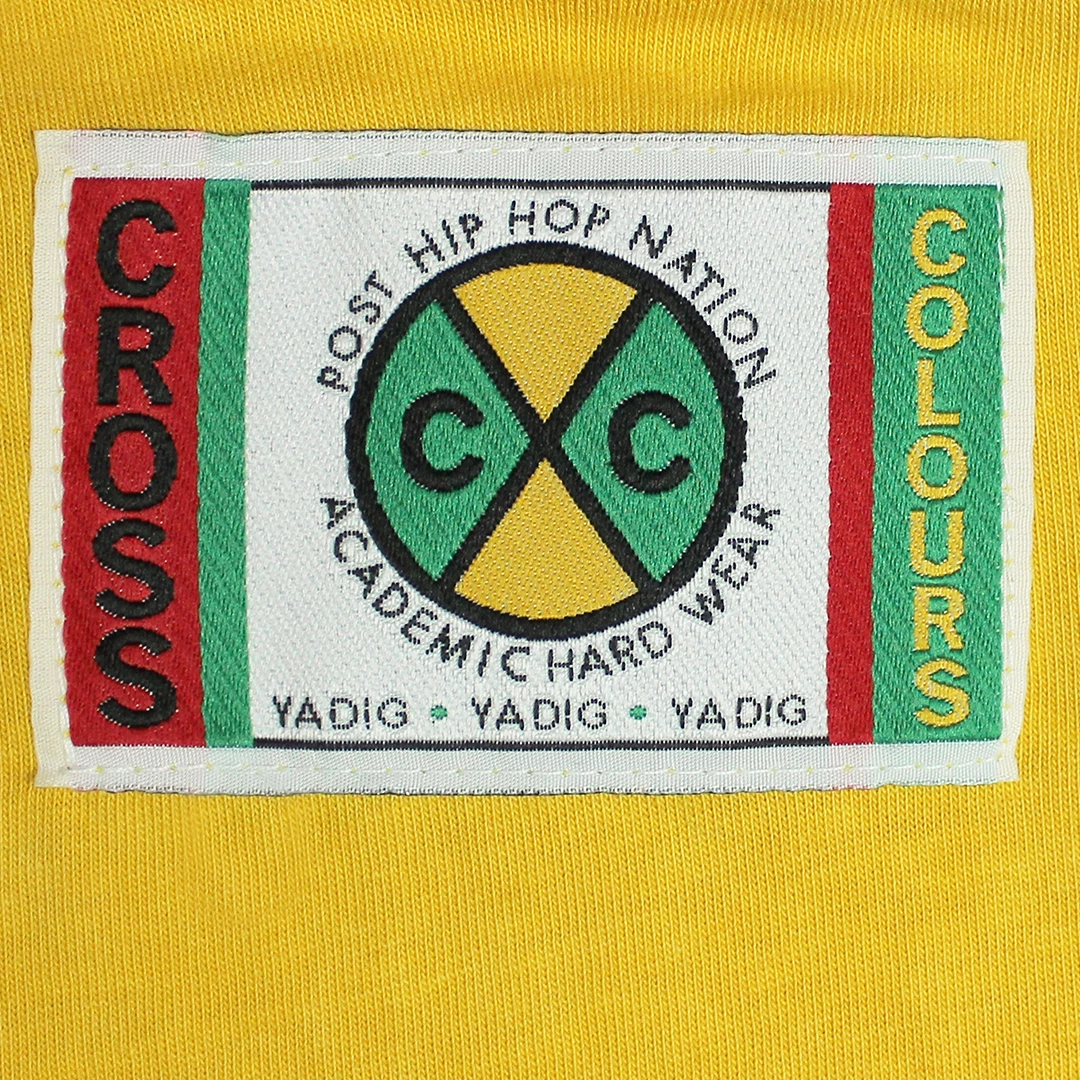 CROSS
POST HIP HOP NATION
C C
ACADEMIC HARD WEAR
YADIG • YADIG • YADIG
COLOURS